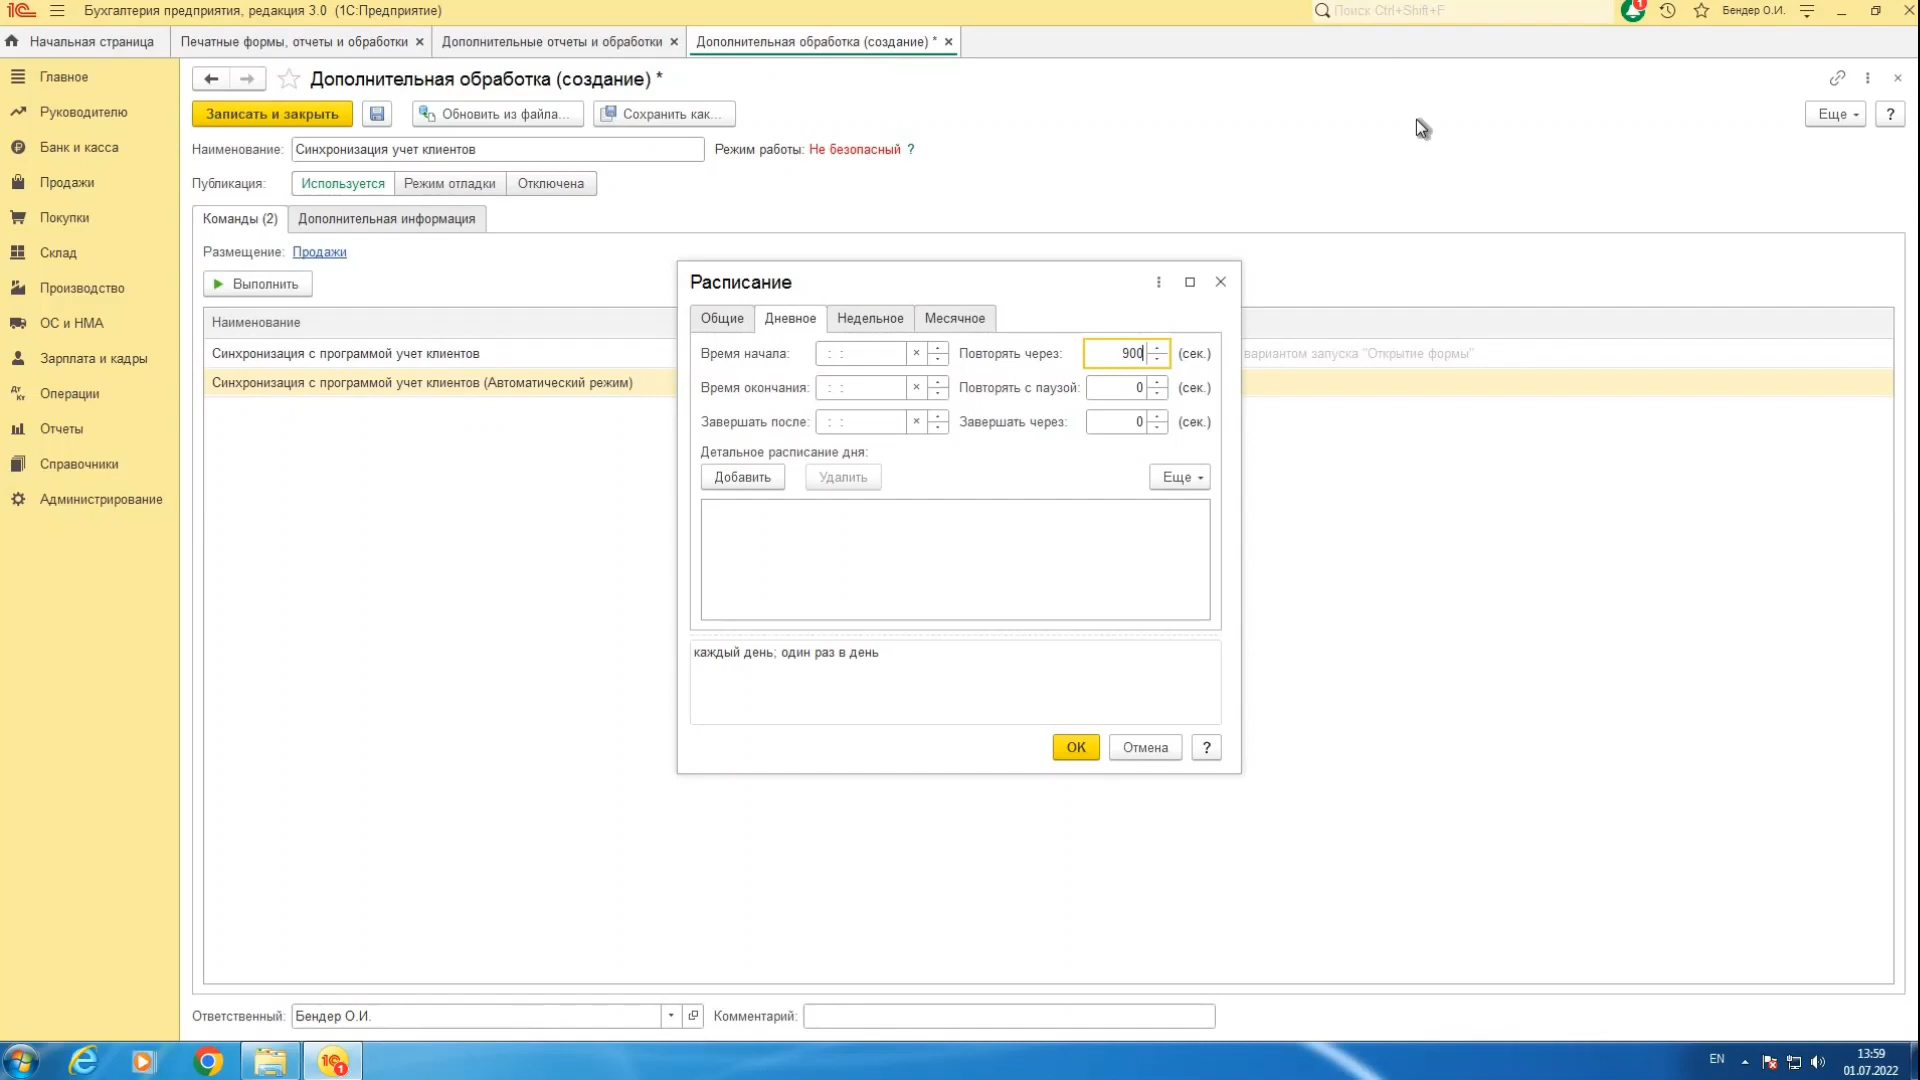 Бухгалтерия предприятия, редакция 3.0 (1С:Предприятие)
Поиск Ctrl+Shift+F
1
Бендер О.И.
Начальная страница
Печатные формы, отчеты и обработки ×
Дополнительные отчеты и обработки ×
Дополнительная обработка (создание) * ×
Главное
Руководителю
Банк и касса
Продажи
Покупки
Склад
Производство
ОС и НМА
Зарплата и кадры
Операции
Отчеты
Справочники
Администрирование
Дополнительная обработка (создание) *
Записать и закрыть
Обновить из файла...
Сохранить как...
Еще
?
Наименование: Синхронизация учет клиентов
Режим работы: Не безопасный ?
Публикация: Используется Режим отладки Отключена
Команды (2) Дополнительная информация
Размещение: Продажи
Выполнить
Наименование
Синхронизация с программой учет клиентов
вариантом запуска "Открытие формы"
Синхронизация с программой учет клиентов (Автоматический режим)
Расписание
Общие Дневное Недельное Месячное
Время начала: : : × Повторять через: 900 (сек.)
Время окончания: : : × Повторять с паузой: 0 (сек.)
Завершать после: : : × Завершать через: 0 (сек.)
Детальное расписание дня:
Добавить Удалить Еще
каждый день; один раз в день
ОК Отмена ?
Ответственный: Бендер О.И.
Комментарий:
EN
13:59
01.07.2022